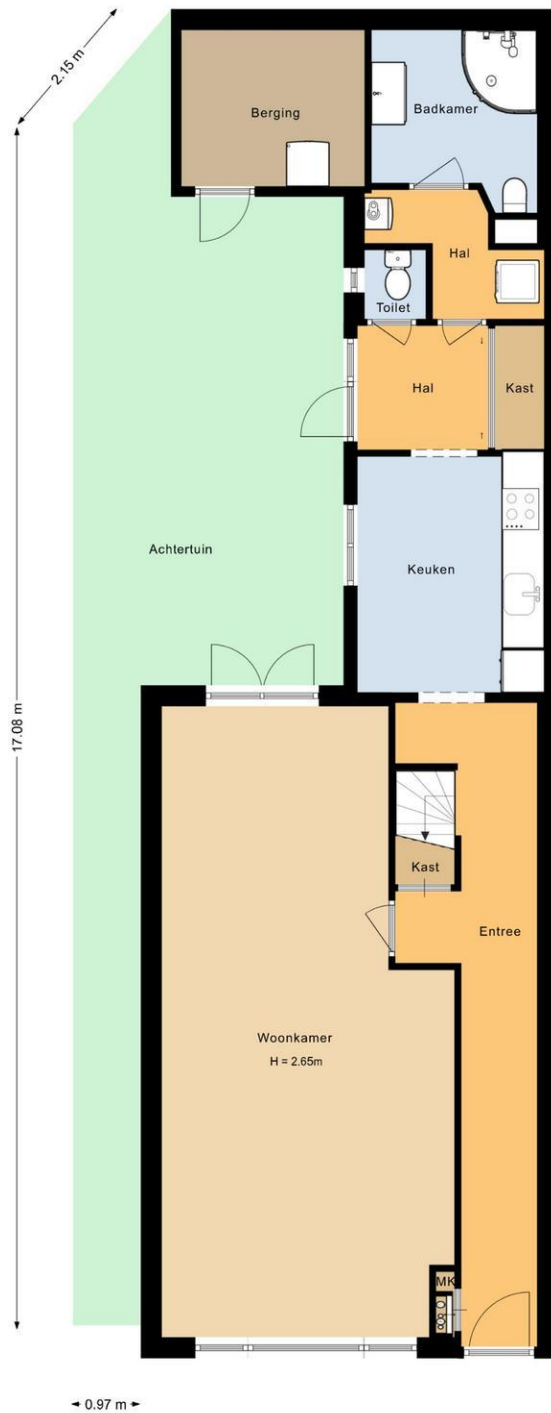 2.15 m
Berging
Badkamer
Hal
Toilet
Hal
Kast
Achtertuin
Keuken
17.08 m
Kast
Entree
Woonkamer
H = 2.65m
MK
0.97 m